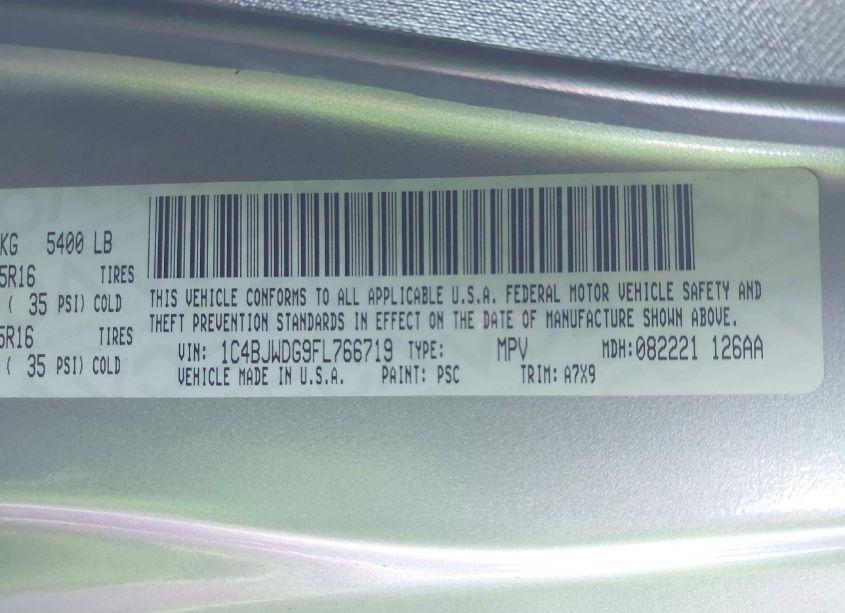 KG 5400 LB
5R16 TIRES
( 35 PSI) COLD
5R16 TIRES
( 35 PSI) COLD
THIS VEHICLE CONFORMS TO ALL APPLICABLE U.S.A. FEDERAL MOTOR VEHICLE SAFETY AND
THEFT PREVENTION STANDARDS IN EFFECT ON THE DATE OF MANUFACTURE SHOWN ABOVE.
VIN: 1C4BJWDG9FL766719 TYPE: MPV MDH:082221 126AA
VEHICLE MADE IN U.S.A. PAINT: PSC TRIM: A7X9